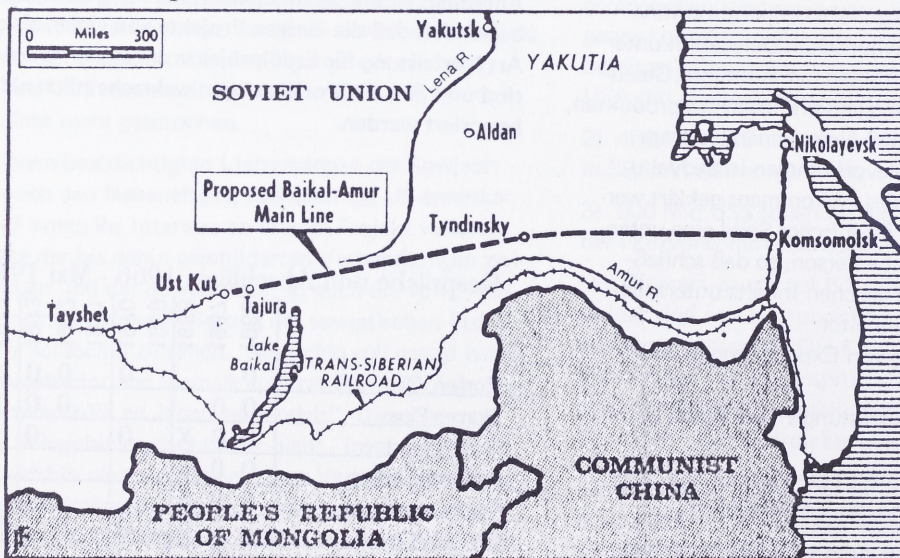 Miles
0 300
Yakutsk
YAKUTIA
Lena R.
SOVIET UNION
Aldan
Nikolayevsk
Proposed Baikal-Amur
Main Line
Tyndinsky
Komsomolsk
Ust Kut
Tajura
Amur R.
Tayshet
Lake
Baikal
TRANS-SIBERIAN
RAILROAD
COMMUNIST
CHINA
PEOPLE'S REPUBLIC
OF MONGOLIA